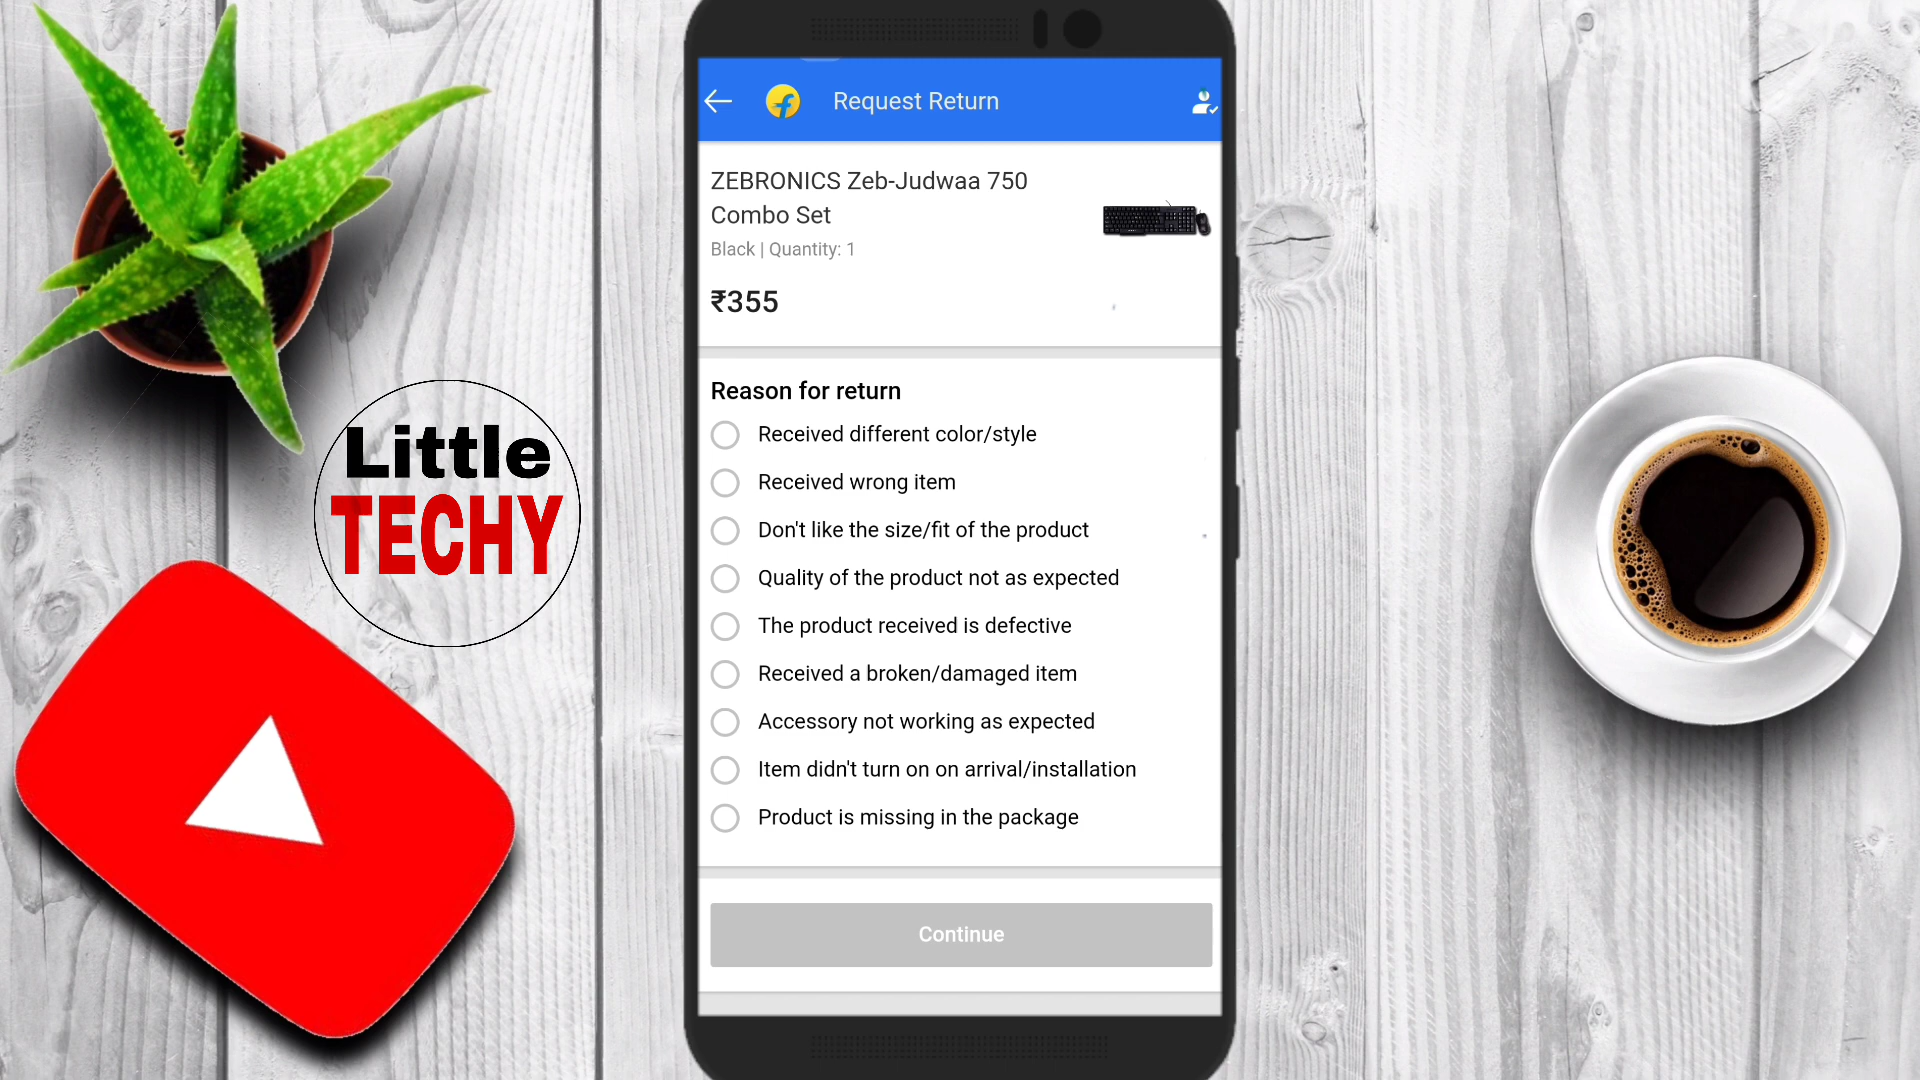 Request Return
ZEBRONICS Zeb-Judwaa 750
Combo Set
Black | Quantity: 1
₹355
Reason for return
Received different color/style
Received wrong item
Don't like the size/fit of the product
Quality of the product not as expected
The product received is defective
Received a broken/damaged item
Accessory not working as expected
Item didn't turn on on arrival/installation
Product is missing in the package
Continue
Little
TECHY